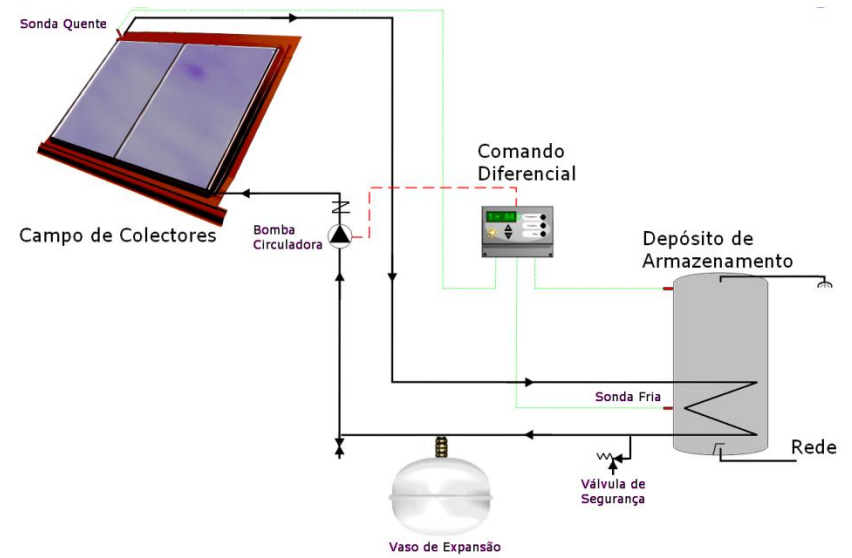 Sonda Quente
Comando
Diferencial
Campo de Colectores
Bomba
Circuladora
Depósito de
Armazenamento
Sonda Fria
Rede
Válvula de
Segurança
Vaso de Expansão